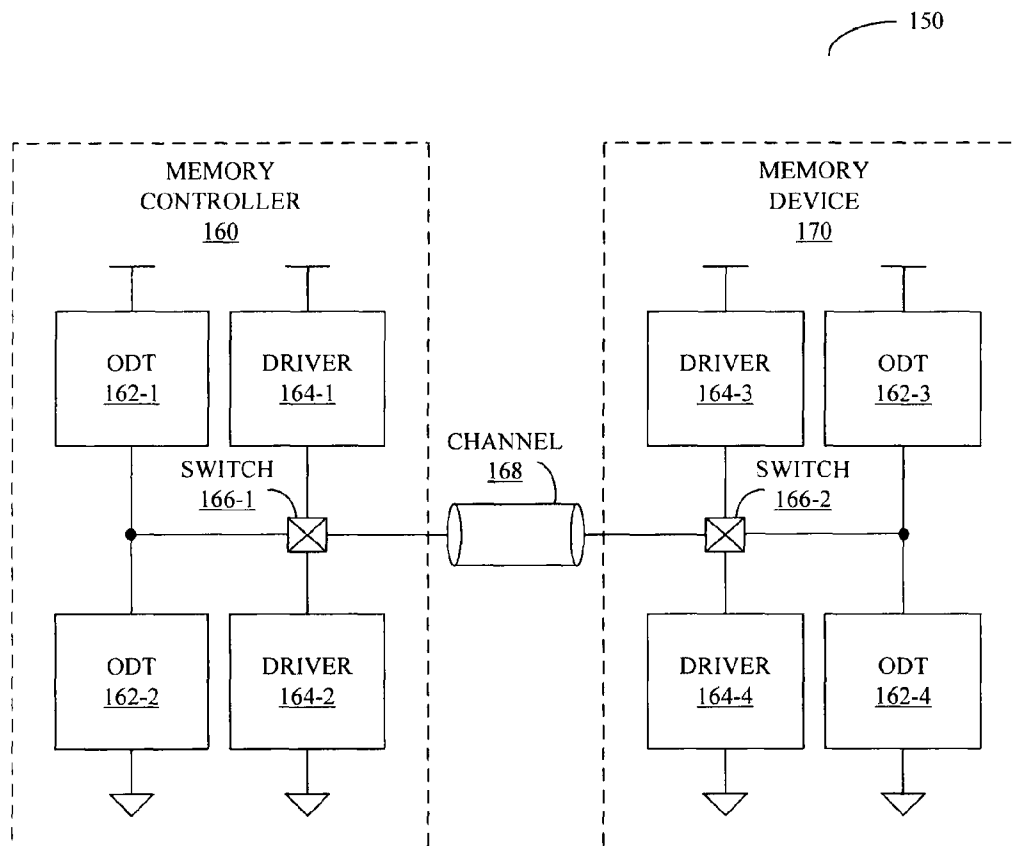 150
MEMORY
CONTROLLER
160
MEMORY
DEVICE
170
ODT
162-1
DRIVER
164-1
DRIVER
164-3
ODT
162-3
SWITCH
166-1
CHANNEL
168
SWITCH
166-2
ODT
162-2
DRIVER
164-2
DRIVER
164-4
ODT
162-4